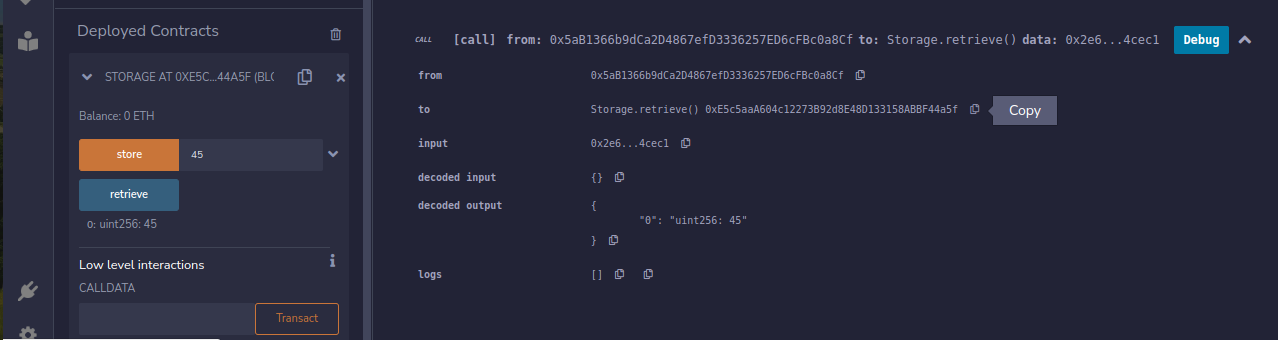 Deployed Contracts
STORAGE AT 0XE5C...44A5F (BLC
Balance: 0 ETH
store 45
retrieve
0: uint256: 45
Low level interactions
CALLDATA
Transact
CALL [call] from: 0x5aB1366b9dCa2D4867efD3336257ED6cFBc0a8Cf to: Storage.retrieve() data: 0x2e6...4cec1 Debug
from 0x5aB1366b9dCa2D4867efD3336257ED6cFBc0a8Cf
to Storage.retrieve() 0xE5c5aaA604c12273B92d8E48D133158ABBF44a5f Copy
input 0x2e6...4cec1
decoded input {}
decoded output {
"0": "uint256: 45"
}
logs []